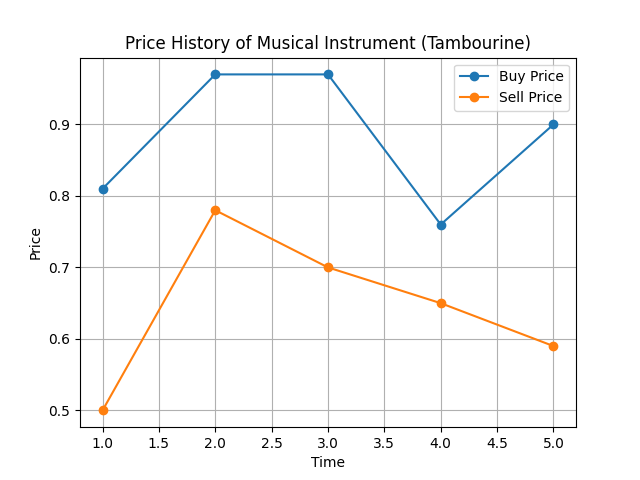 Price History of Musical Instrument (Tambourine)
Buy Price
Sell Price
0.9
0.8
0.7
0.6
0.5
Price
1.0 1.5 2.0 2.5 3.0 3.5 4.0 4.5 5.0
Time